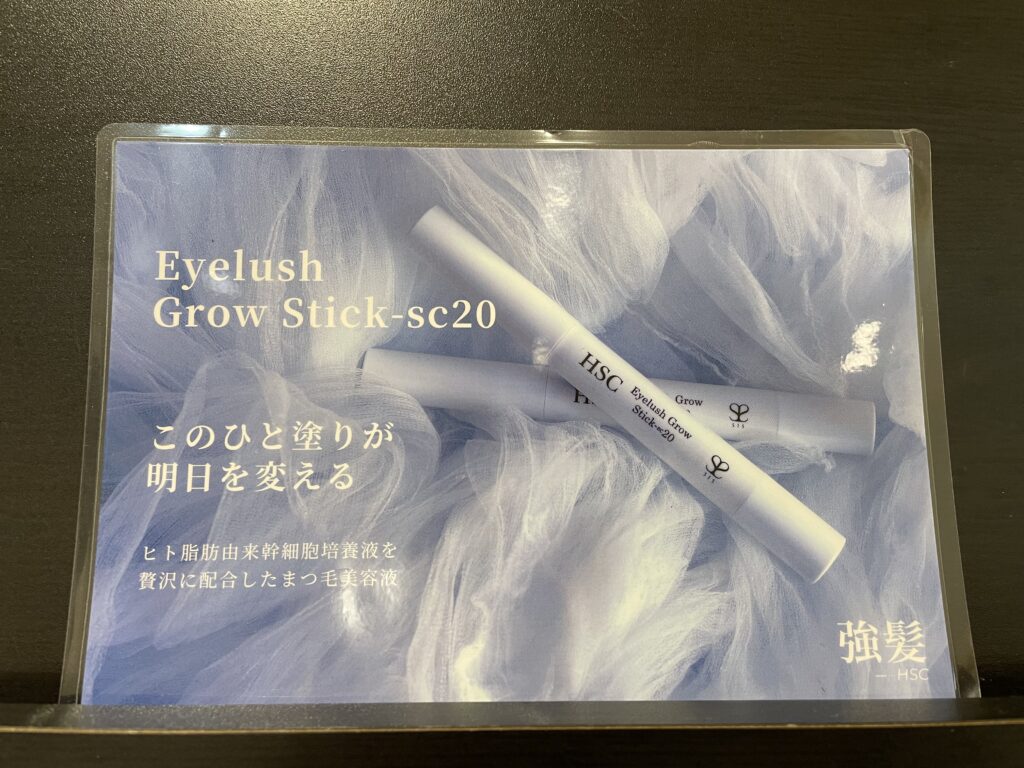 Eyelush
Grow Stick-sc20
このひと塗りが
明日を変える
ヒト脂肪由来幹細胞培養液を
贅沢に配合したまつ毛美容液
HSC
Eyelush Grow
Stick-sc20
SIS
H
Grow
SIS
強髪
— HSC